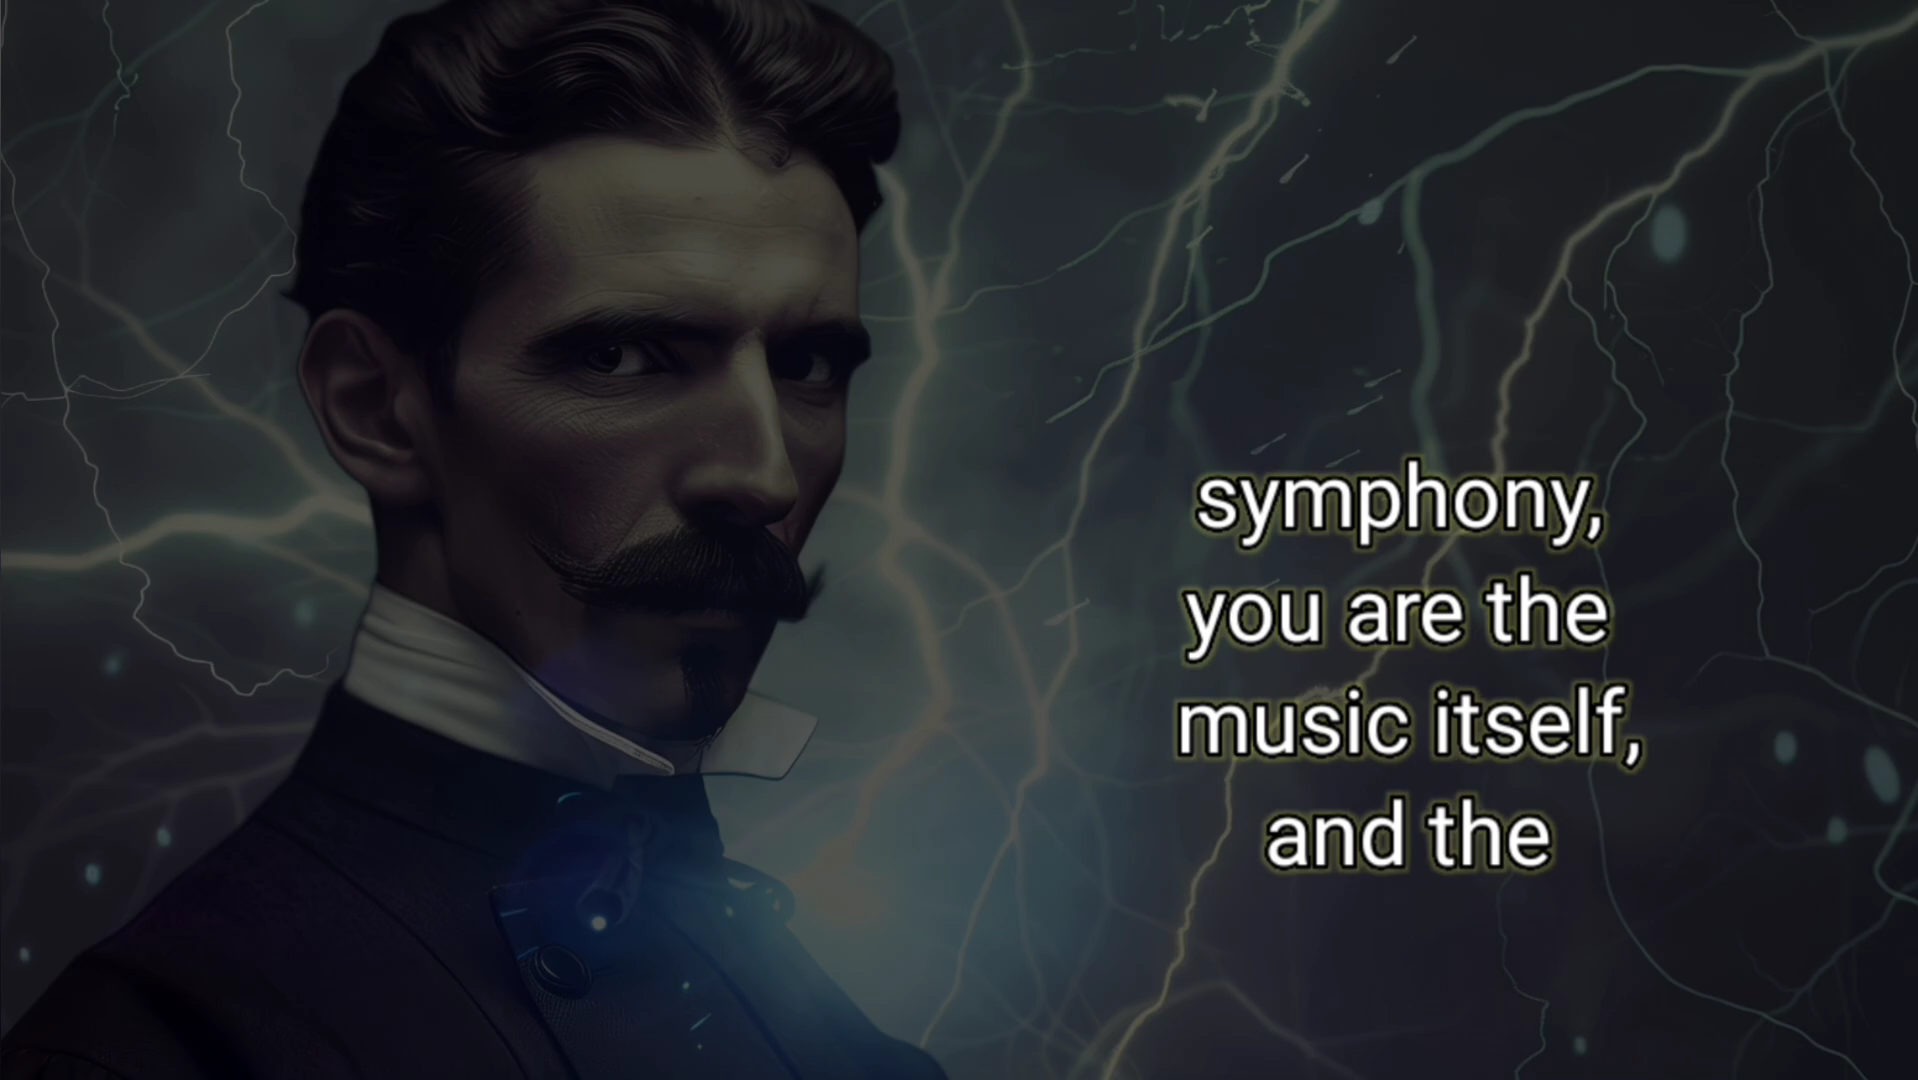 symphony,
you are the
music itself,
and the